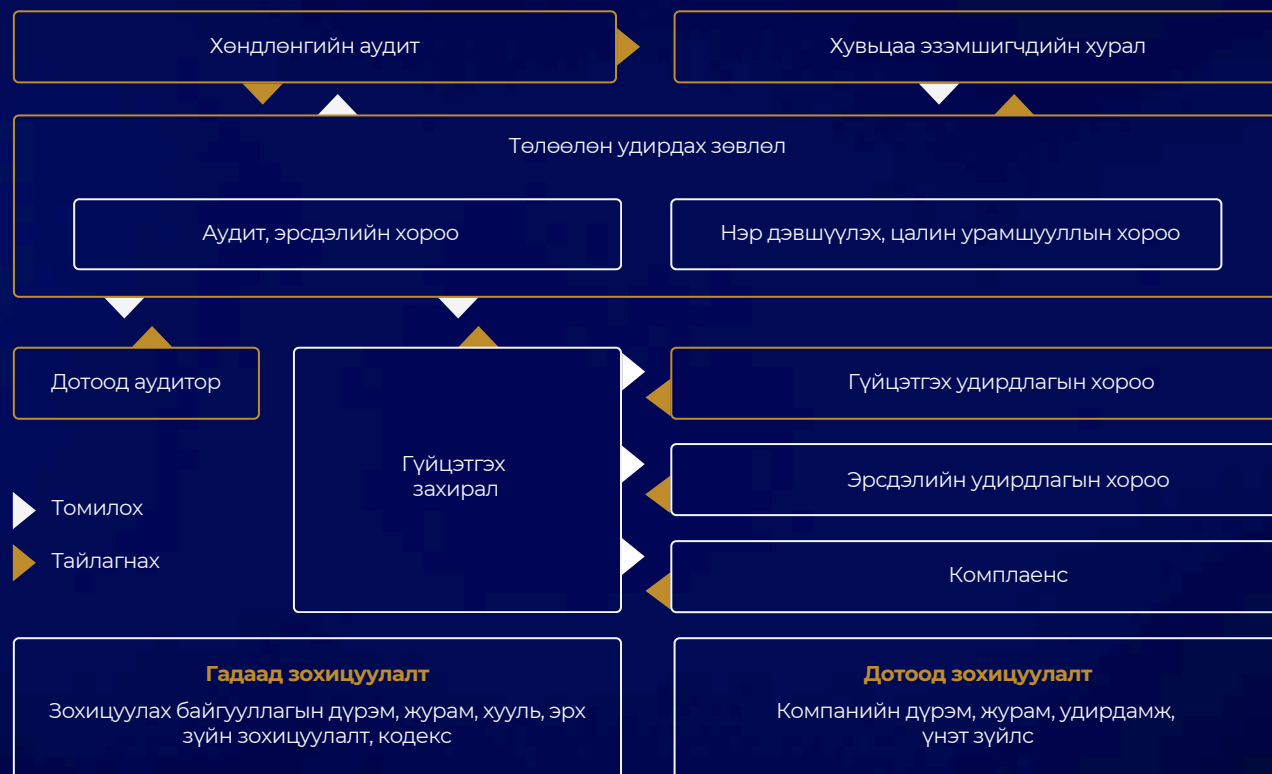 Хөндлөнгийн аудит
Хувьцаа эзэмшигчдийн хурал
Төлөөлөн удирдах зөвлөл
Аудит, эрсдэлийн хороо
Нэр дэвшүүлэх, цалин урамшууллын хороо
Дотоод аудитор
Гүйцэтгэх
захирал
Гүйцэтгэх удирдлагын хороо
Эрсдэлийн удирдлагын хороо
Комплаенс
Томилох
Тайлагнах
Гадаад зохицуулалт
Зохицуулах байгууллагын дүрэм, журам, хууль, эрх
зүйн зохицуулалт, кодекс
Дотоод зохицуулалт
Компанийн дүрэм, журам, удирдамж,
үнэт зүйлс